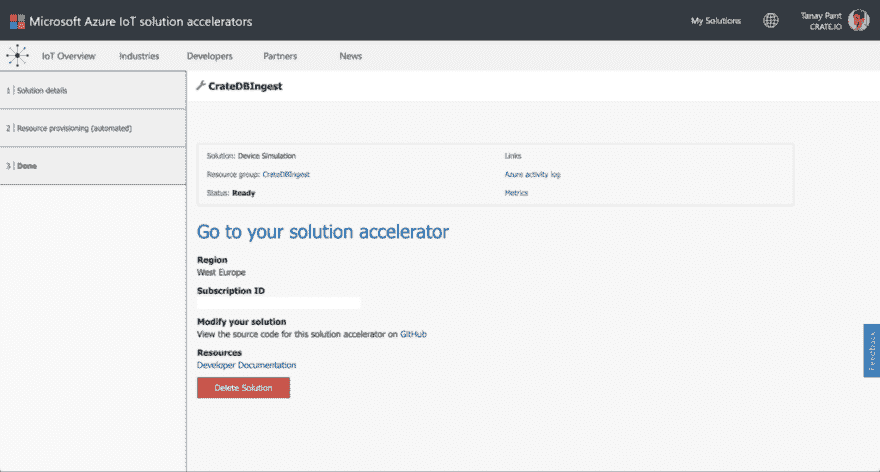 Microsoft Azure IoT solution accelerators
My Solutions
Tanay Pant
CRATE.IO
IoT Overview
Industries
Developers
Partners
News
1 | Solution details
2 | Resource provisioning (automated)
3 | Done
CrateDBIngest
Solution: Device Simulation
Links
Resource group: CrateDBIngest
Azure activity log
Status: Ready
Metrics
Go to your solution accelerator
Region
West Europe
Subscription ID
Modify your solution
View the source code for this solution accelerator on GitHub
Resources
Developer Documentation
Delete Solution
Feedback